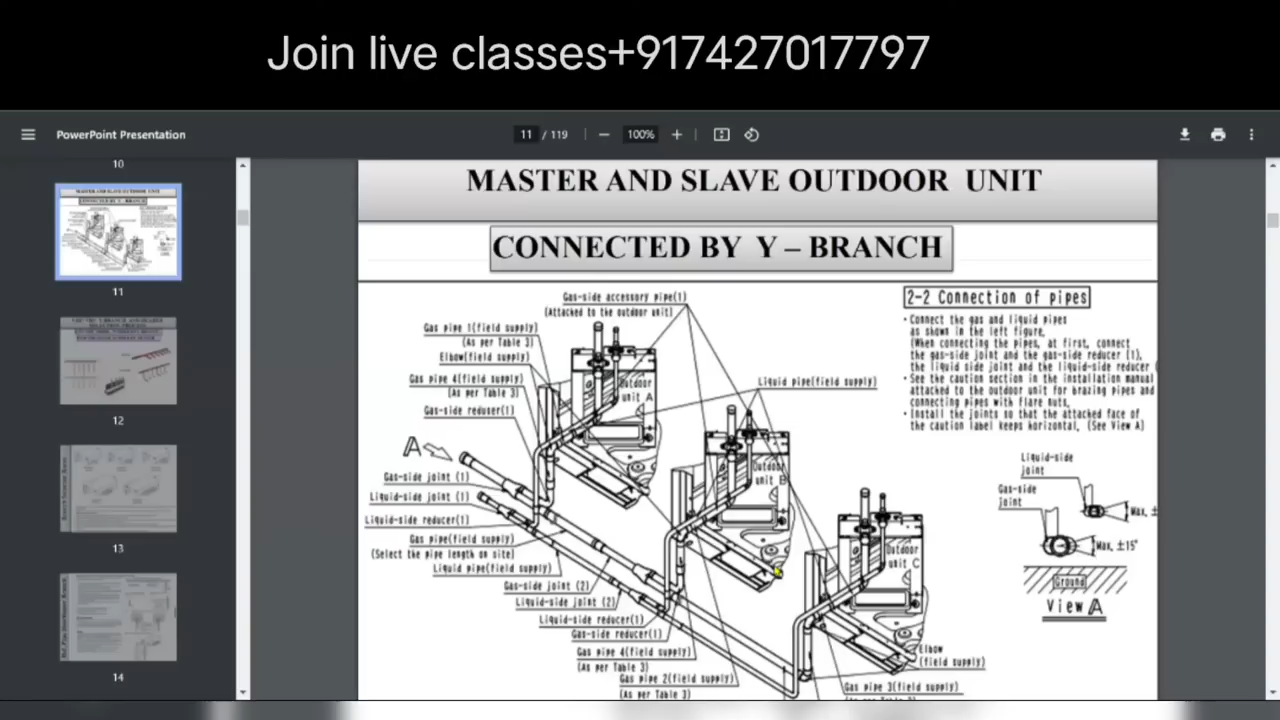 Join live classes+917427017797
PowerPoint Presentation
11 / 119
100%
10
11
12
13
14
MASTER AND SLAVE OUTDOOR UNIT
CONNECTED BY Y – BRANCH
Gas-side accessory pipe(1)
(Attached to the outdoor unit)
Gas pipe 1(field supply)
(As per Table 3)
Elbow(field supply)
Gas pipe 4(field supply)
(As per Table 3)
Gas-side reduser(1)
A
Gas-side joint (1)
Liquid-side joint (1)
Liquid-side reducer(1)
Gas pipe(field supply)
(Select the pipe length on site)
Liquid pipe(field supply)
Gas-side joint (2)
Liquid-side joint (2)
Liquid-side reducer(1)
Gas-side reducer(1)
Gas pipe 4(field supply)
(As per Table 3)
Gas pipe 2(field supply)
(As per Table 3)
Outdoor
unit A
Liquid pipe(field supply)
Outdoor
unit B
Outdoor
unit C
Elbow
(field supply)
Gas pipe 3(field supply)
2-2 Connection of pipes
・Connect the gas and liquid pipes
as shown in the left figure.
(When connecting the pipes, at first, connect
the gas-side joint and the gas-side reducer (1),
the liquid side joint and the liquid-side reducer
・See the caution section in the installation manual
attached to the outdoor unit for brazing pipes and
connecting pipes with flare nuts.
・Install the joints so that the attached face of
the caution label keeps horizontal. (See View A)
Liquid-side
joint
Gas-side
joint
Max. ±
Max. ±15°
Ground
View A